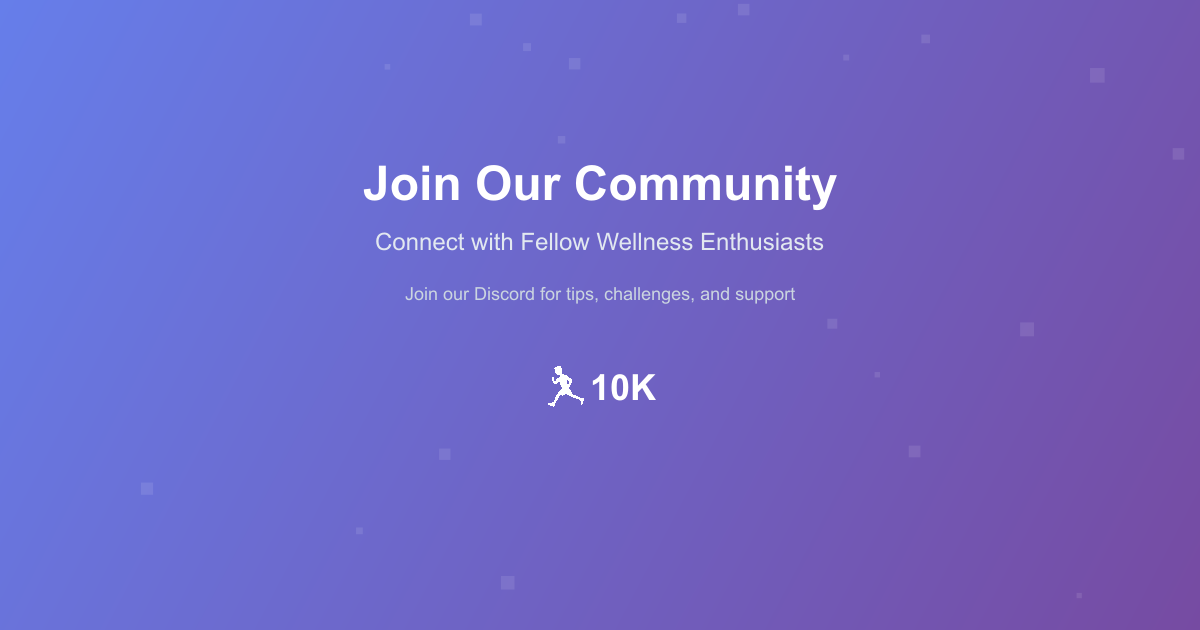 Join Our Community
Connect with Fellow Wellness Enthusiasts
Join our Discord for tips, challenges, and support
10K